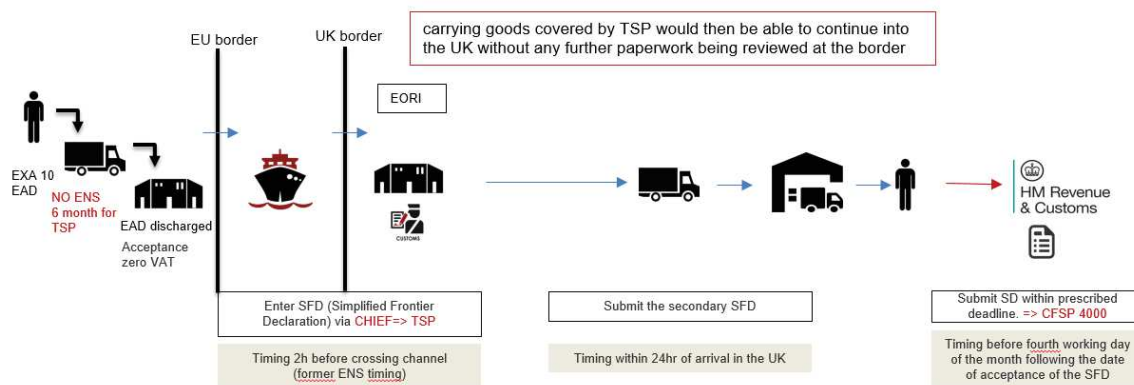 carrying goods covered by TSP would then be able to continue into
the UK without any further paperwork being reviewed at the border
EU border
UK border
EORI
EXA 10
EAD
NO ENS
6 month for
TSP
EAD discharged
Acceptance
zero VAT
CUSTOMS
HM Revenue
& Customs
Enter SFD (Simplified Frontier
Declaration) via CHIEF=> TSP
Submit the secondary SFD
Submit SD within prescribed
deadline. => CFSP 4000
Timing 2h before crossing channel
(former ENS timing)
Timing within 24hr of arrival in the UK
Timing before fourth working day
of the month following the date
of acceptance of the SFD